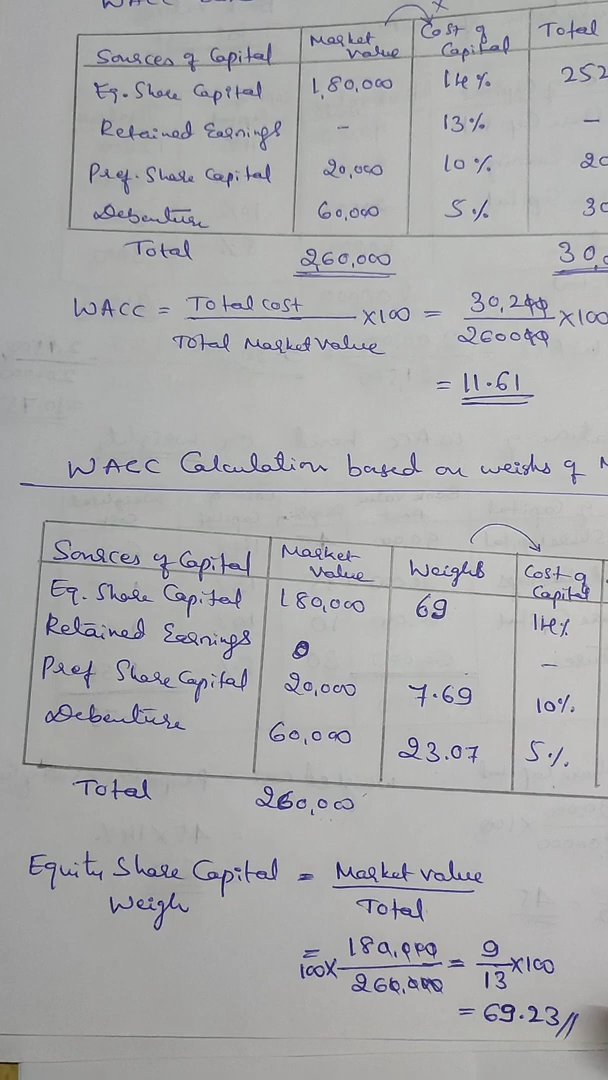 Sources of Capital Market Value Cost of Capital Total
Eq. Share Capital 1,80,000 14% 252
Retained Earnings - 13% -
Pref. Share Capital 20,000 10% 20
Debenture 60,000 5% 30
Total 260,000 30,
WACC = Total cost / Total Market Value ×100 = 30,200 / 260000 ×100
= 11.61
WACC Calculation based on weighs of
Sources of Capital Market Value Weights Cost of Capital
Eq. Share Capital 180,000 69 14%
Retained Earnings 0 -
Pref Share Capital 20,000 7.69 10%
Debenture 60,000 23.07 5%
Total 260,000
Equity Share Capital Weigh = Market value / Total
= 100× 180,000 / 260,000 = 9 / 13 ×100
= 69.23//